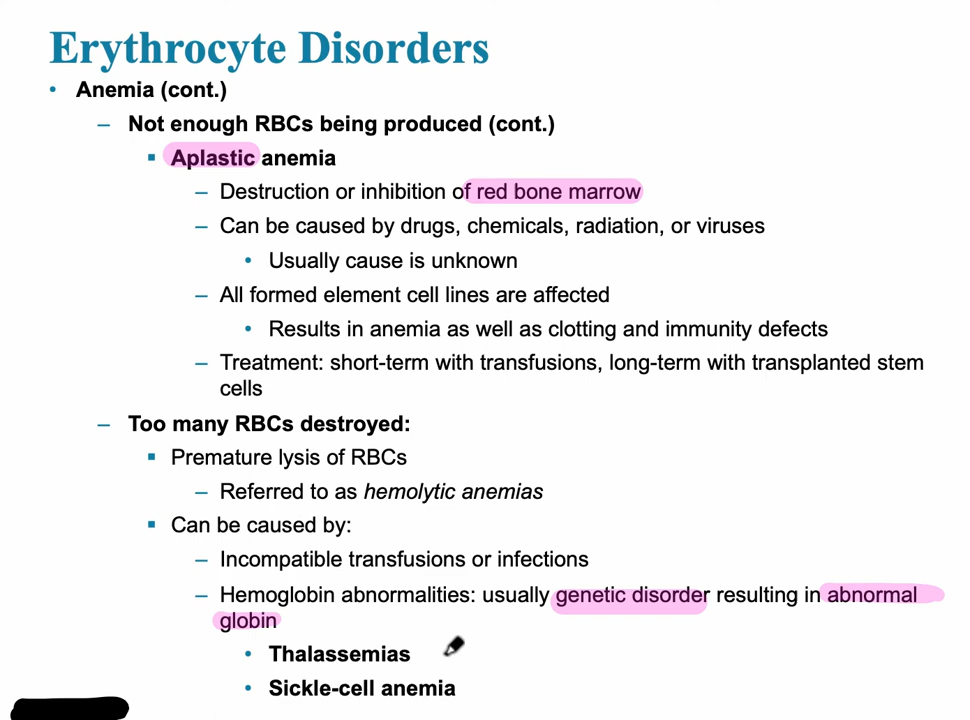 Erythrocyte Disorders
• Anemia (cont.)
– Not enough RBCs being produced (cont.)
▪ Aplastic anemia
– Destruction or inhibition of red bone marrow
– Can be caused by drugs, chemicals, radiation, or viruses
• Usually cause is unknown
– All formed element cell lines are affected
• Results in anemia as well as clotting and immunity defects
– Treatment: short-term with transfusions, long-term with transplanted stem
cells
– Too many RBCs destroyed:
▪ Premature lysis of RBCs
– Referred to as hemolytic anemias
▪ Can be caused by:
– Incompatible transfusions or infections
– Hemoglobin abnormalities: usually genetic disorder resulting in abnormal
globin
• Thalassemias
• Sickle-cell anemia